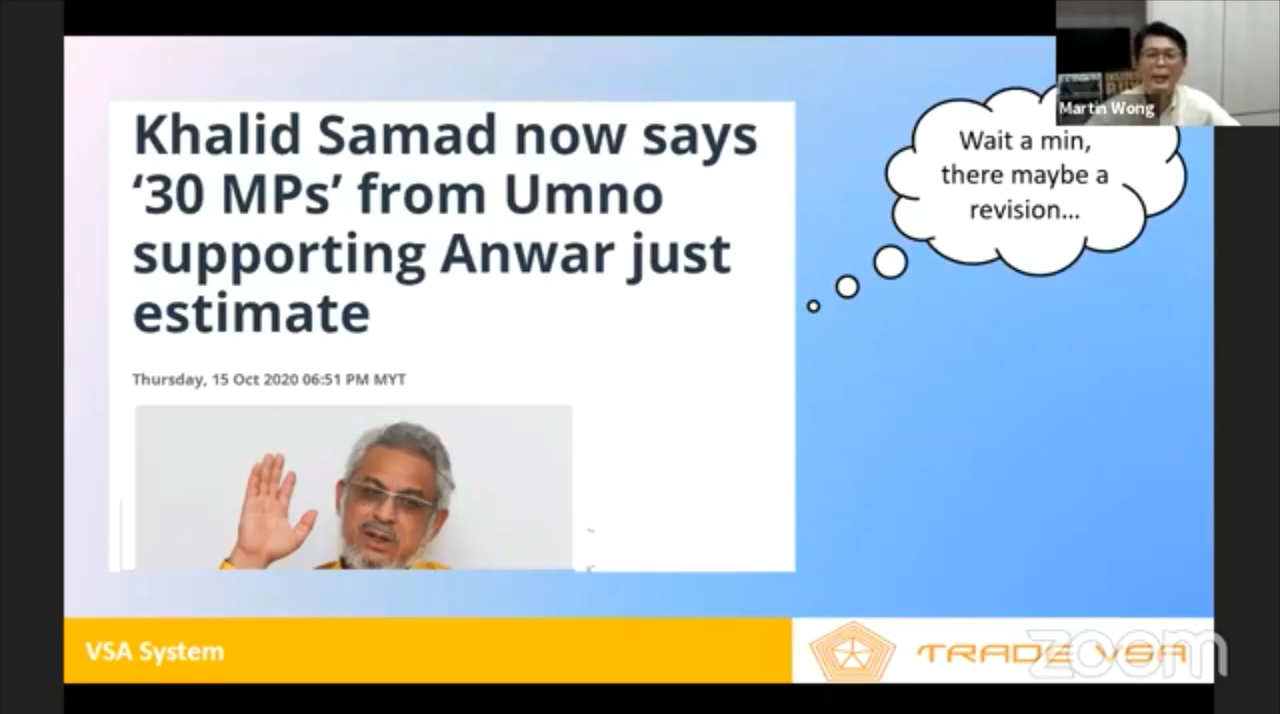 Khalid Samad now says
‘30 MPs’ from Umno
supporting Anwar just
estimate
Thursday, 15 Oct 2020 06:51 PM MYT
Martin Wong
Wait a min,
there maybe a
revision...
VSA System
TRADE VSA
zoom